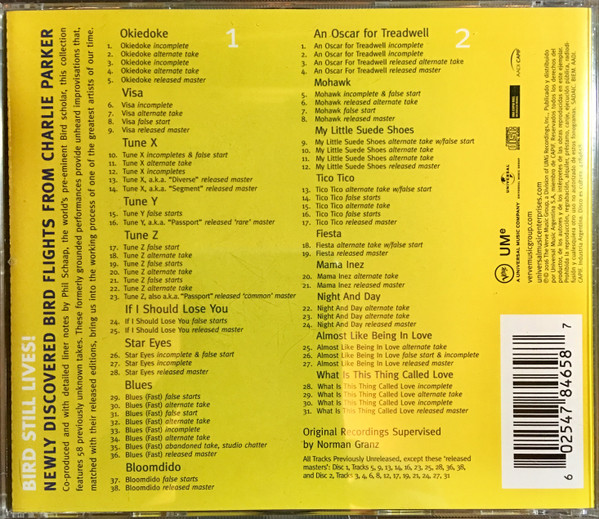 BIRD STILL LIVES!
NEWLY DISCOVERED BIRD FLIGHTS FROM CHARLIE PARKER
Co-produced and with detailed liner notes by Phil Schaap, the world's pre-eminent Bird scholar, this collection
features 58 previously unknown takes. These formerly grounded performances provide unheard improvisations that,
matched with their released editions, bring us into the working process of one of the greatest artists of our time.
1
Okiedoke
1. Okiedoke incomplete
2. Okiedoke alternate take
3. Okiedoke incomplete
4. Okiedoke alternate take
5. Okiedoke released master
Visa
6. Visa incomplete
7. Visa alternate take
8. Visa false start
9. Visa released master
Tune X
10. Tune X incompletes & false start
11. Tune X alternate take
12. Tune X incompletes
13. Tune X, a.k.a. "Diverse" released master
14. Tune X, a.k.a. "Segment" released master
Tune Y
15. Tune Y false starts
16. Tune Y, a.k.a. "Passport" released 'rare' master
Tune Z
17. Tune Z false start
18. Tune Z alternate take
19. Tune Z false starts
20. Tune Z alternate take
21. Tune Z alternate take
22. Tune Z alternate take
23. Tune Z, also a.k.a. "Passport" released 'common' master
If I Should Lose You
24. If I Should Lose You false starts
25. If I Should Lose You released master
Star Eyes
26. Star Eyes incomplete & false start
27. Star Eyes incomplete
28. Star Eyes released master
Blues
29. Blues (Fast) false starts
30. Blues (Fast) alternate take
31. Blues (Fast) false start
32. Blues (Fast) alternate take
33. Blues (Fast) incomplete
34. Blues (Fast) alternate take
35. Blues (Fast) abandoned take, studio chatter
36. Blues (Fast) released master
Bloomdido
37. Bloomdido false starts
38. Bloomdido released master
2
An Oscar for Treadwell
1. An Oscar for Treadwell incomplete
2. An Oscar for Treadwell incomplete
3. An Oscar for Treadwell alternate take
4. An Oscar for Treadwell released master
Mohawk
5. Mohawk incomplete & false start
6. Mohawk released alternate take
7. Mohawk false start
8. Mohawk released master
My Little Suede Shoes
9. My Little Suede Shoes alternate take w/false start
10. My Little Suede Shoes alternate take
11. My Little Suede Shoes alternate take
12. My Little Suede Shoes released master
Tico Tico
13. Tico Tico alternate take w/false start
14. Tico Tico false starts
15. Tico Tico alternate take
16. Tico Tico false starts
17. Tico Tico released master
Fiesta
18. Fiesta alternate take w/false start
19. Fiesta released master
Mama Inez
20. Mama Inez alternate take
21. Mama Inez released master
Night And Day
22. Night And Day alternate take
23. Night And Day alternate take
24. Night And Day released master
Almost Like Being In Love
25. Almost Like Being In Love alternate take
26. Almost Like Being In Love false start & incomplete
27. Almost Like Being In Love released master
What Is This Thing Called Love
28. What Is This Thing Called Love incomplete
29. What Is This Thing Called Love alternate take
30. What Is This Thing Called Love incomplete
31. What Is This Thing Called Love released master
Original Recordings Supervised
by Norman Granz
All Tracks Previously Unreleased, except these 'released
masters': Disc 1, Tracks 5, 9, 13, 14, 16, 23, 25, 28, 36, 38,
and Disc 2, Tracks 3, 4, 6, 8, 12, 17, 19, 21, 24, 27, 31
verve
UMe
UNIVERSAL
A UNIVERSAL MUSIC COMPANY
vervemusicgroup.com
universalmusicenterprises.com
6 02547 84658 7